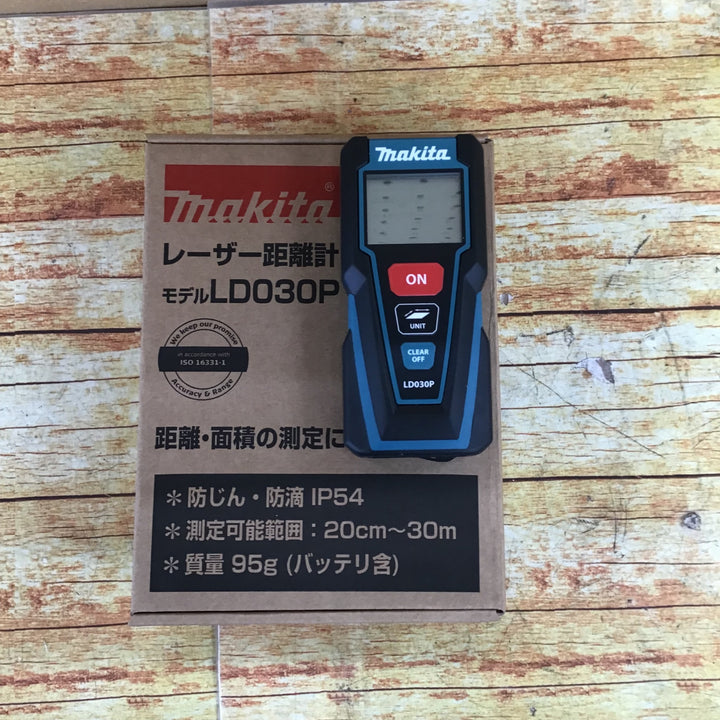 makita®
レーザー距離計
モデルLD030P
We keep our promise
in accordance with
ISO 16331-1
Accuracy & Range
距離・面積の測定に
＊防じん・防滴 IP54
＊測定可能範囲：20cm～30m
＊質量 95g (バッテリ含)
makita
ON
UNIT
CLEAR
OFF
LD030P